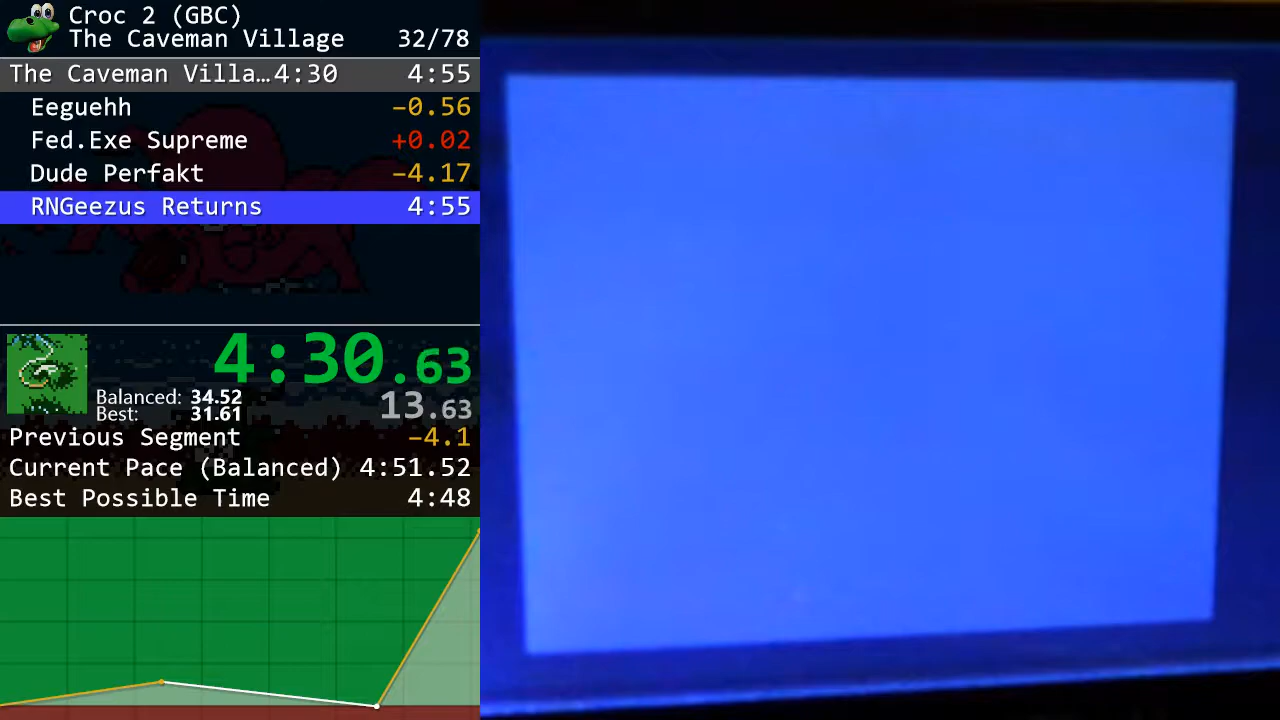 Croc 2 (GBC)
The Caveman Village 32/78
The Caveman Villa…4:30 4:55
Eeguehh −0.56
Fed.Exe Supreme +0.02
Dude Perfakt −4.17
RNGeezus Returns 4:55
4:30.63
Balanced: 34.52
Best: 31.61
13.63
Previous Segment −4.1
Current Pace (Balanced) 4:51.52
Best Possible Time 4:48